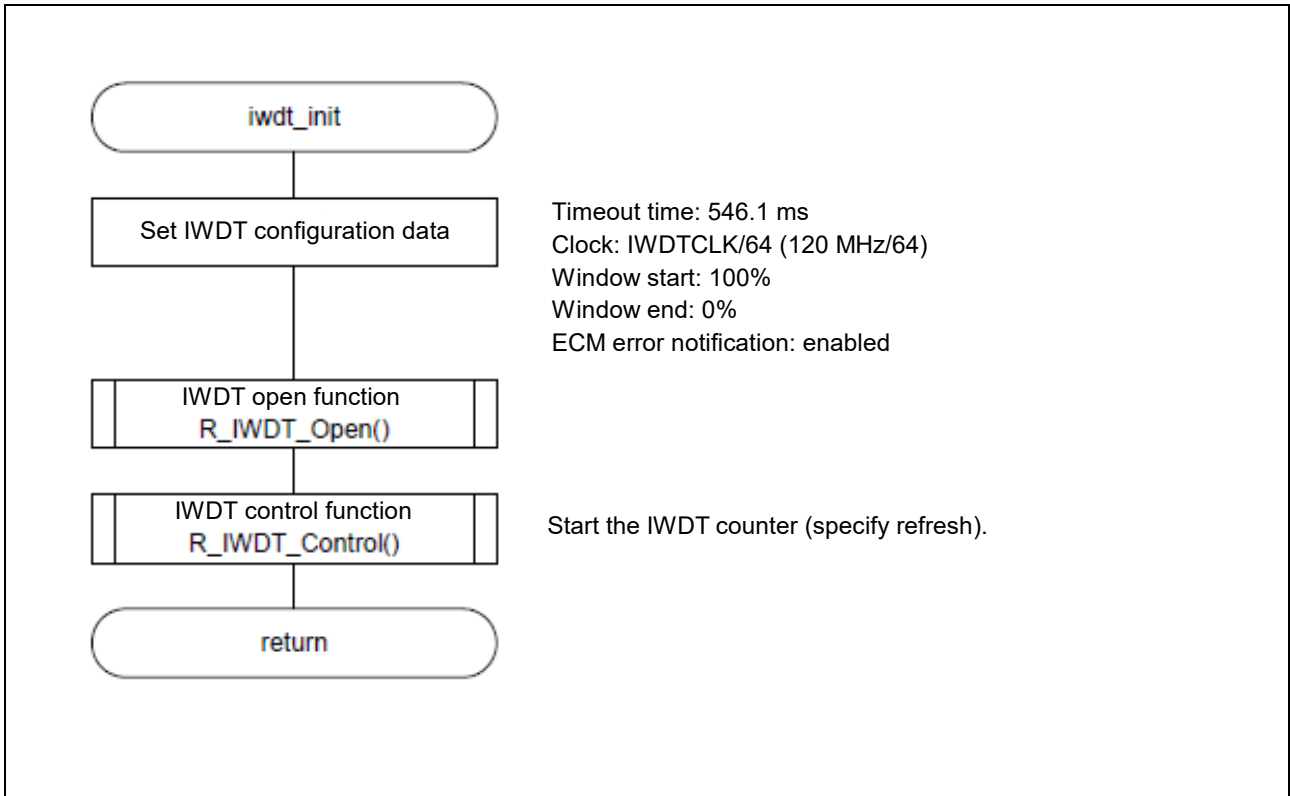 iwdt_init
Set IWDT configuration data
Timeout time: 546.1 ms
Clock: IWDTCLK/64 (120 MHz/64)
Window start: 100%
Window end: 0%
ECM error notification: enabled
IWDT open function
R_IWDT_Open()
IWDT control function
R_IWDT_Control()
Start the IWDT counter (specify refresh).
return